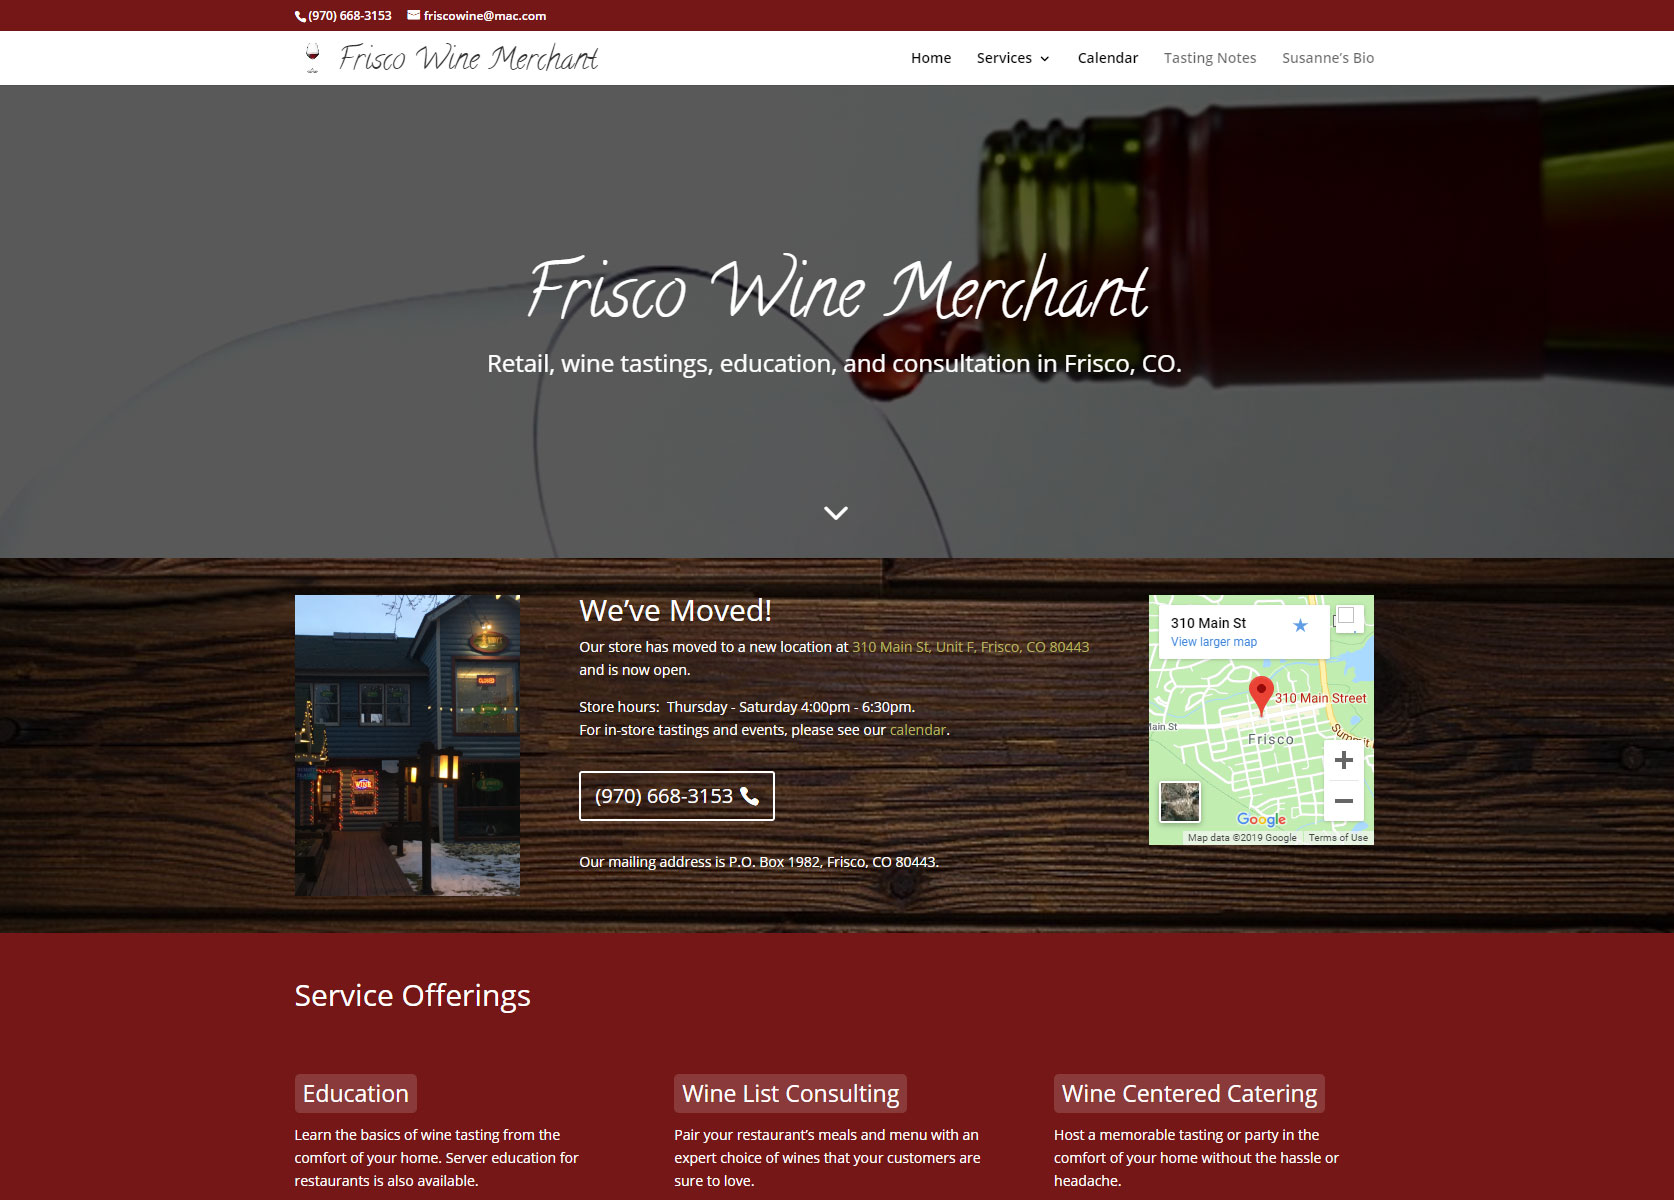 (970) 668-3153 friscowine@mac.com
Frisco Wine Merchant
Home Services Calendar Tasting Notes Susanne's Bio
Frisco Wine Merchant
Retail, wine tastings, education, and consultation in Frisco, CO.
We've Moved!
Our store has moved to a new location at 310 Main St, Unit F, Frisco, CO 80443
and is now open.
Store hours: Thursday - Saturday 4:00pm - 6:30pm.
For in-store tastings and events, please see our calendar.
(970) 668-3153
Our mailing address is P.O. Box 1982, Frisco, CO 80443.
CLOSED
WINE
310 Main St
View larger map
310 Main Street
Main St
Frisco
Google
Map data ©2019 Google Terms of Use
Service Offerings
Education
Learn the basics of wine tasting from the
comfort of your home. Server education for
restaurants is also available.
Wine List Consulting
Pair your restaurant's meals and menu with an
expert choice of wines that your customers are
sure to love.
Wine Centered Catering
Host a memorable tasting or party in the
comfort of your home without the hassle or
headache.